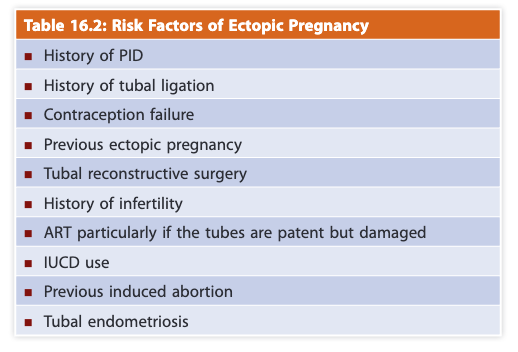 Table 16.2: Risk Factors of Ectopic Pregnancy
■ History of PID
■ History of tubal ligation
■ Contraception failure
■ Previous ectopic pregnancy
■ Tubal reconstructive surgery
■ History of infertility
■ ART particularly if the tubes are patent but damaged
■ IUCD use
■ Previous induced abortion
■ Tubal endometriosis